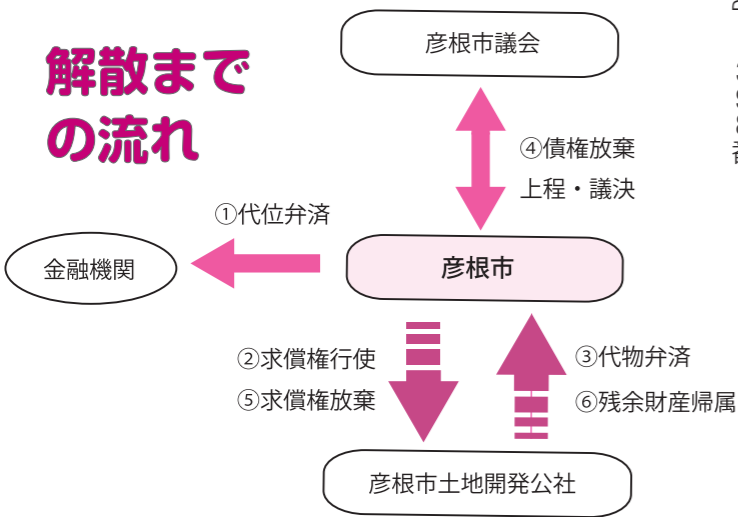 解散まで
の流れ
彦根市議会
④債権放棄
上程・議決
①代位弁済
金融機関
彦根市
②求償権行使
⑤求償権放棄
③代物弁済
⑥残余財産帰属
彦根市土地開発公社